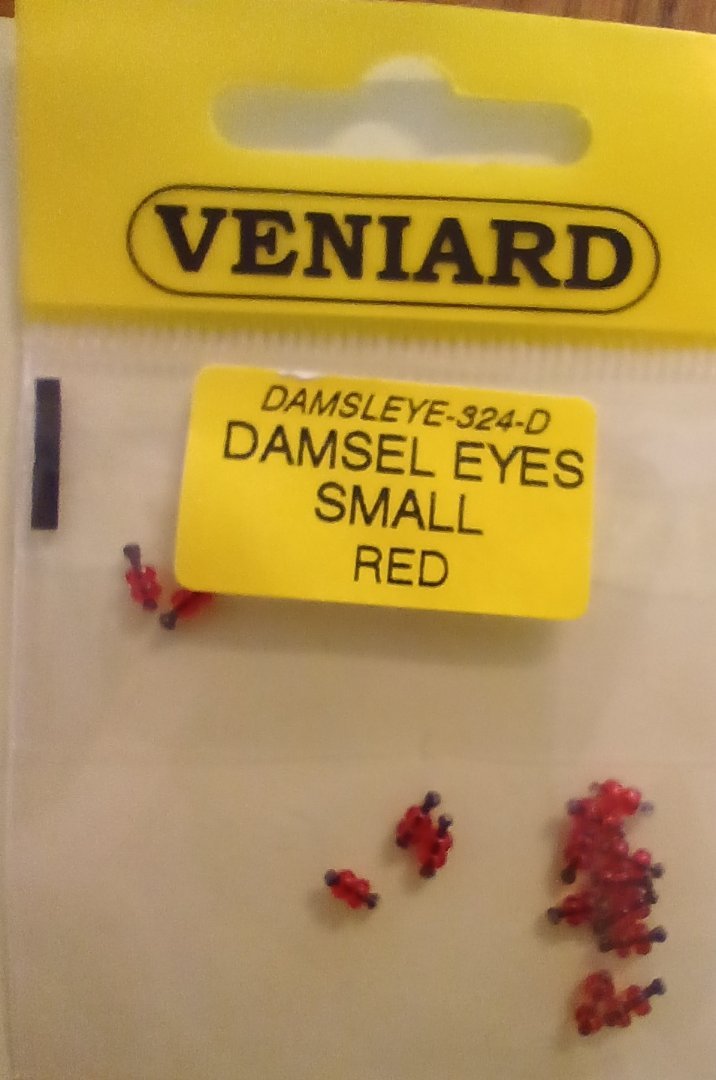 VENIARD
DAMSLEYE-324-D
DAMSEL EYES
SMALL
RED